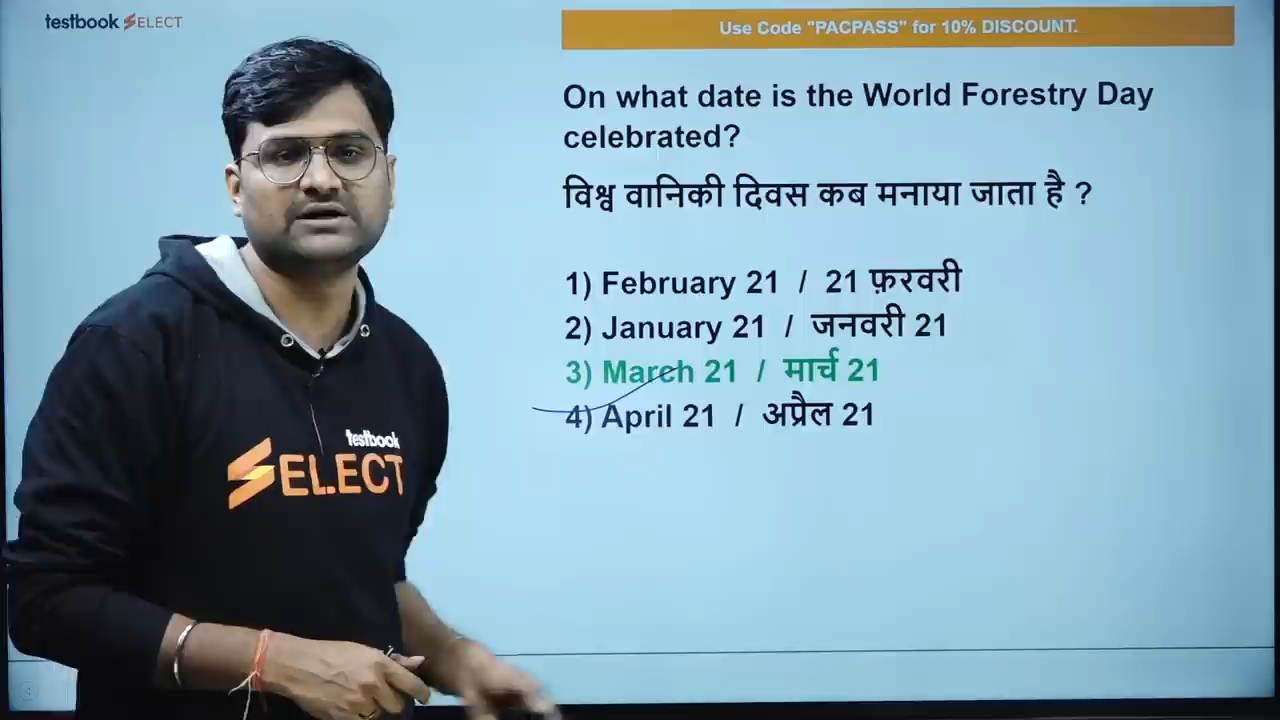 testbook SELECT
Use Code "PACPASS" for 10% DISCOUNT.
On what date is the World Forestry Day
celebrated?
विश्व वानिकी दिवस कब मनाया जाता है ?
1) February 21 / 21 फ़रवरी
2) January 21 / जनवरी 21
3) March 21 / मार्च 21
4) April 21 / अप्रैल 21
testbook
SELECT